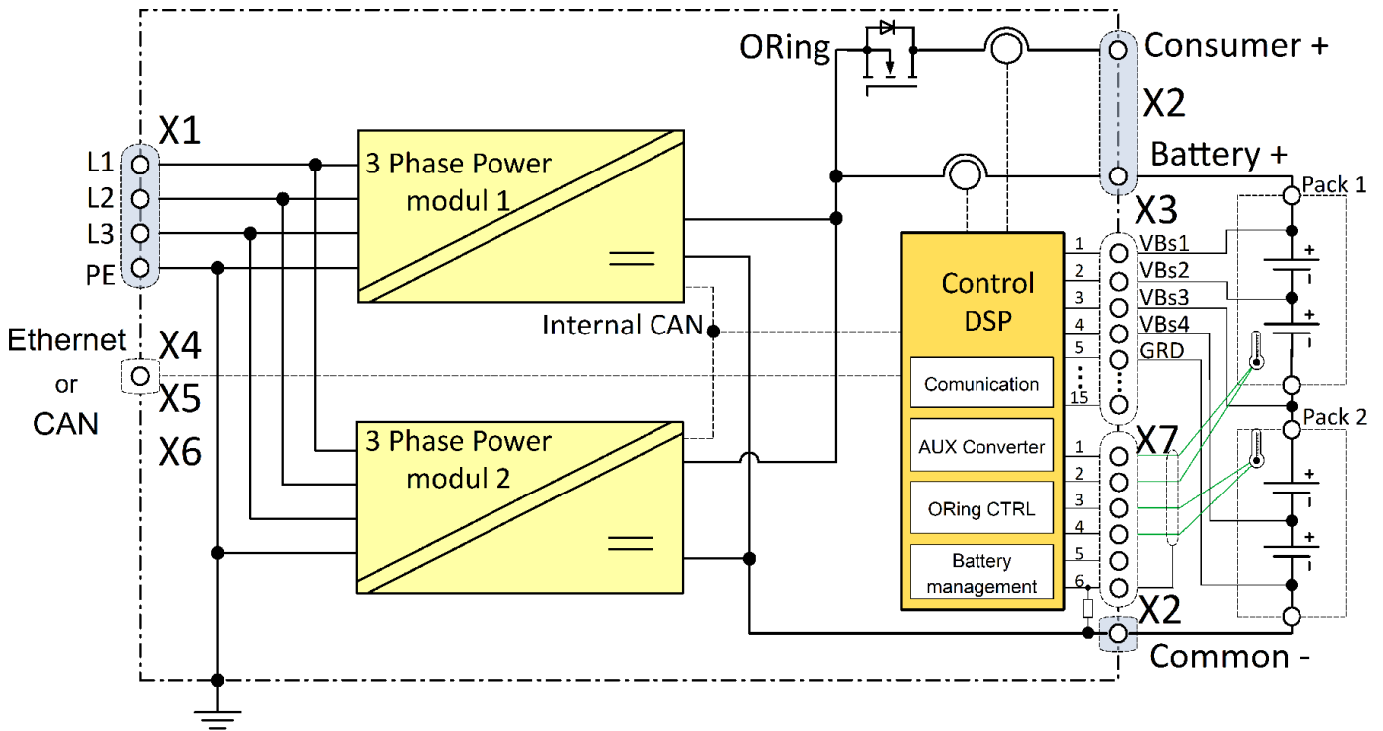 ORing
Consumer +
X2
Battery +
X1
L1
L2
L3
PE
3 Phase Power
modul 1
Pack 1
X3
1
VBs1
2
VBs2
3
VBs3
4
VBs4
5
GRD
15
Control
DSP
Internal CAN
Ethernet
or
CAN
X4
X5
X6
Comunication
AUX Converter
ORing CTRL
Battery
management
3 Phase Power
modul 2
X7
1
2
3
4
5
6
Pack 2
+
+
+
+
X2
Common -